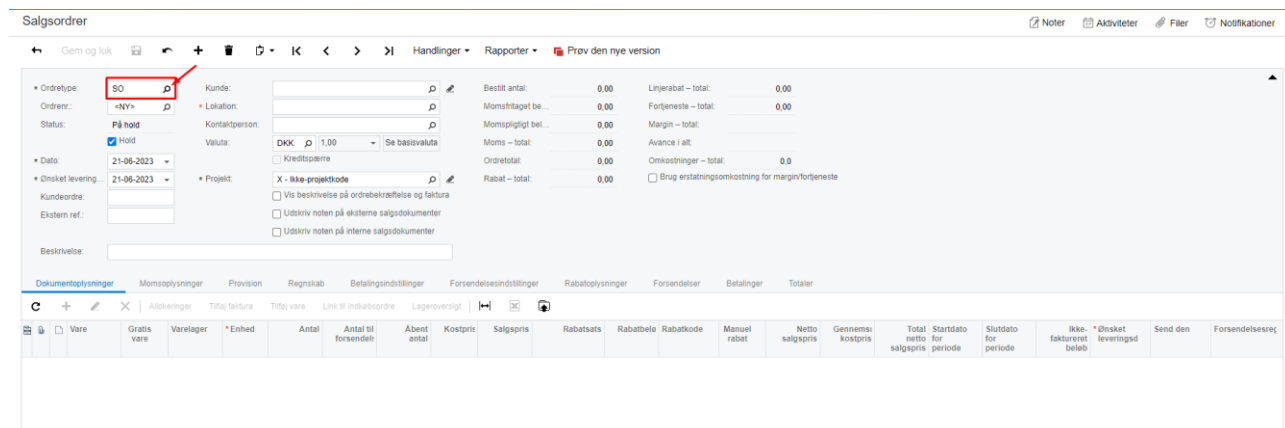 Salgsordrer
Noter Aktiviteter Filer Notifikationer
Gem og luk Handlinger Rapporter Prøv den nye version
* Ordretype: SO Kunde: Bestilt antal: 0,00 Linjerabat – total: 0,00
Ordrenr.: <NY> * Lokation: Momsfritaget be... 0,00 Fortjeneste – total: 0,00
Status: På hold Kontaktperson: Momspligtigt bel... 0,00 Margin – total:
Hold Valuta: DKK 1,00 Se basisvaluta Moms – total: 0,00 Avance i alt:
* Dato: 21-06-2023 Kreditspærre Ordretotal: 0,00 Omkostninger – total: 0,0
* Ønsket levering... 21-06-2023 * Projekt: X - Ikke-projektkode Rabat – total: 0,00 Brug erstatningsomkostning for margin/fortjeneste
Kundeordre: Vis beskrivelse på ordrebekræftelse og faktura
Ekstern ref.: Udskriv noten på eksterne salgsdokumenter
Udskriv noten på interne salgsdokumenter
Beskrivelse:
Dokumentoplysninger Momsoplysninger Provision Regnskab Betalingsindstillinger Forsendelsesindstillinger Rabatoplysninger Forsendelser Betalinger Totaler
Allokeringer Tilføj faktura Tilføj vare Link til indkøbsordre Lageroversigt
Vare Gratis Varelager * Enhed Antal Antal til Åbent Kostpris Salgspris Rabatsats Rabatbelø Rabatkode Manuel Netto Gennemsn Total Startdato Slutdato Ikke- * Ønsket Send den Forsendelsesreg
vare forsendels antal rabat salgspris kostpris netto for for faktureret leveringsd
salgspris periode periode beløb